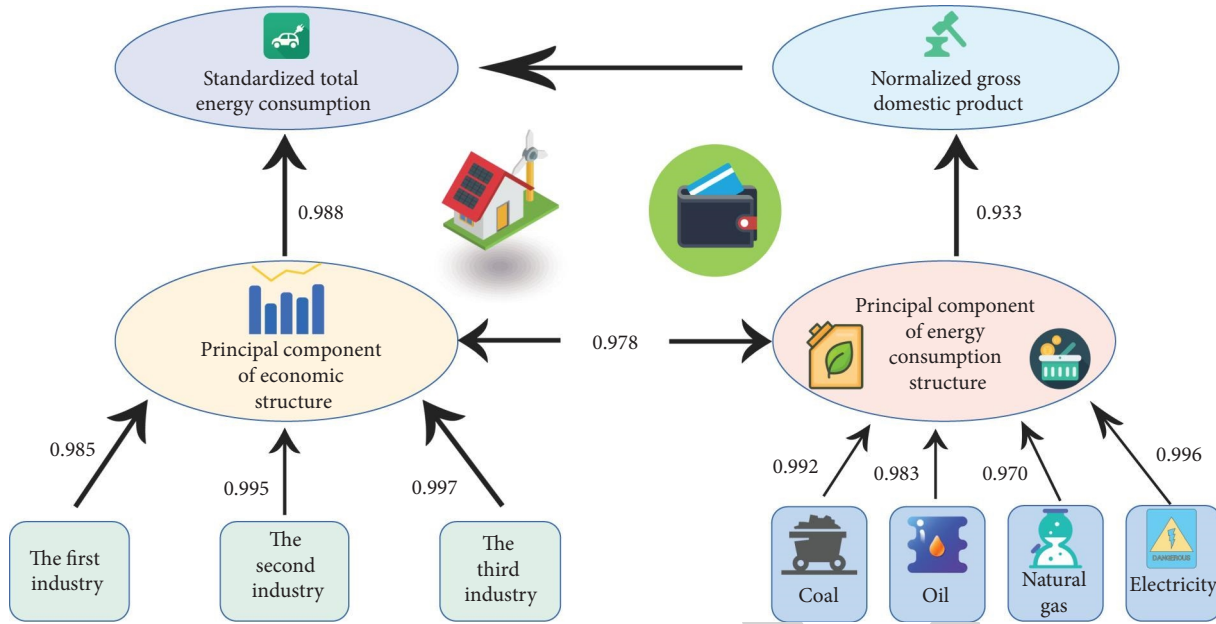 Standardized total
energy consumption
Normalized gross
domestic product
0.988
0.933
Principal component
of economic
structure
0.978
Principal component
of energy
consumption
structure
0.985
0.995
0.997
0.992
0.983
0.970
0.996
The first
industry
The
second
industry
The
third
industry
Coal
Oil
Natural
gas
DANGEROUS
Electricity